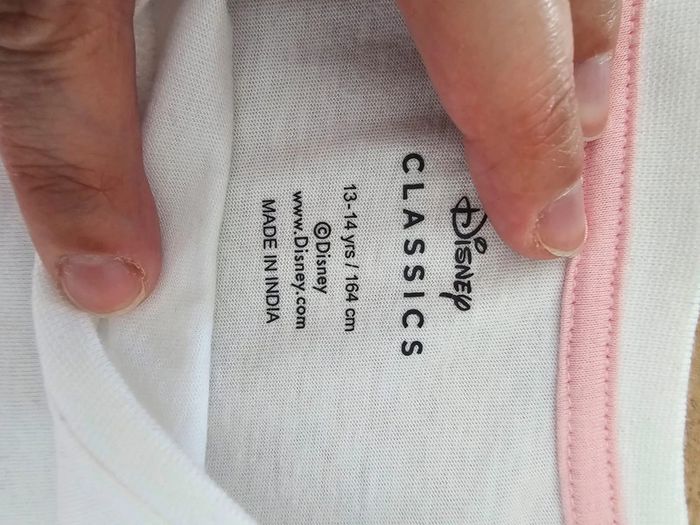 Disney
CLASSICS
13-14 yrs / 164 cm
©Disney
www.Disney.com
MADE IN INDIA